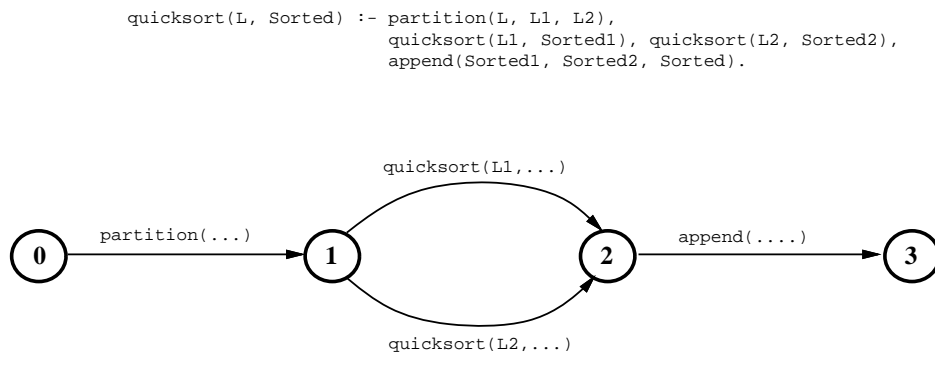 quicksort(L, Sorted) :- partition(L, L1, L2),
quicksort(L1, Sorted1), quicksort(L2, Sorted2),
append(Sorted1, Sorted2, Sorted).
quicksort(L1,...)
partition(...)
append(....)
0
1
2
3
quicksort(L2,...)